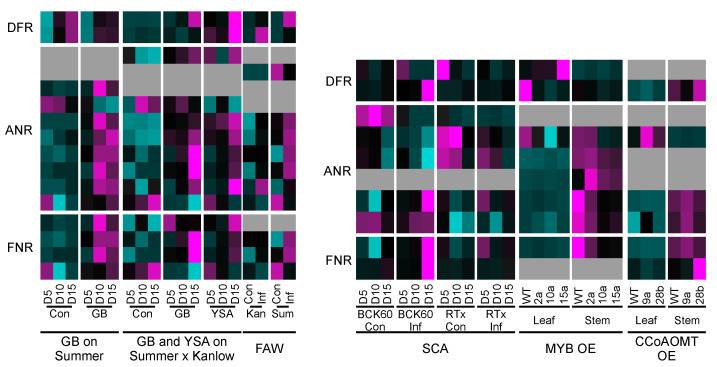 DFR
ANR
FNR
D5 D10 D15 D5 D10 D15 D5 D10 D15 D5 D10 D15 D5 D10 D15 Con Inf Con Inf
Con GB Con GB YSA Kan Sum
GB on Summer
GB and YSA on Summer x Kanlow
FAW
DFR
ANR
FNR
D5 D10 D15 D5 D10 D15 D5 D10 D15 D5 D10 D15 WT 2a 10a 15a WT 2a 10a 15a WT 9a 28b WT 9a 28b
BCK60 Con BCK60 Inf RTx Con RTx Inf Leaf Stem Leaf Stem
SCA
MYB OE
CCoAOMT OE